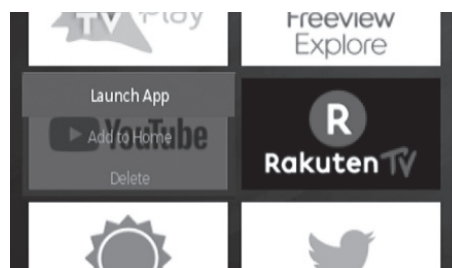 TV Play
Freeview
Explore
Launch App
Add to Home
YouTube
Delete
R
Rakuten TV